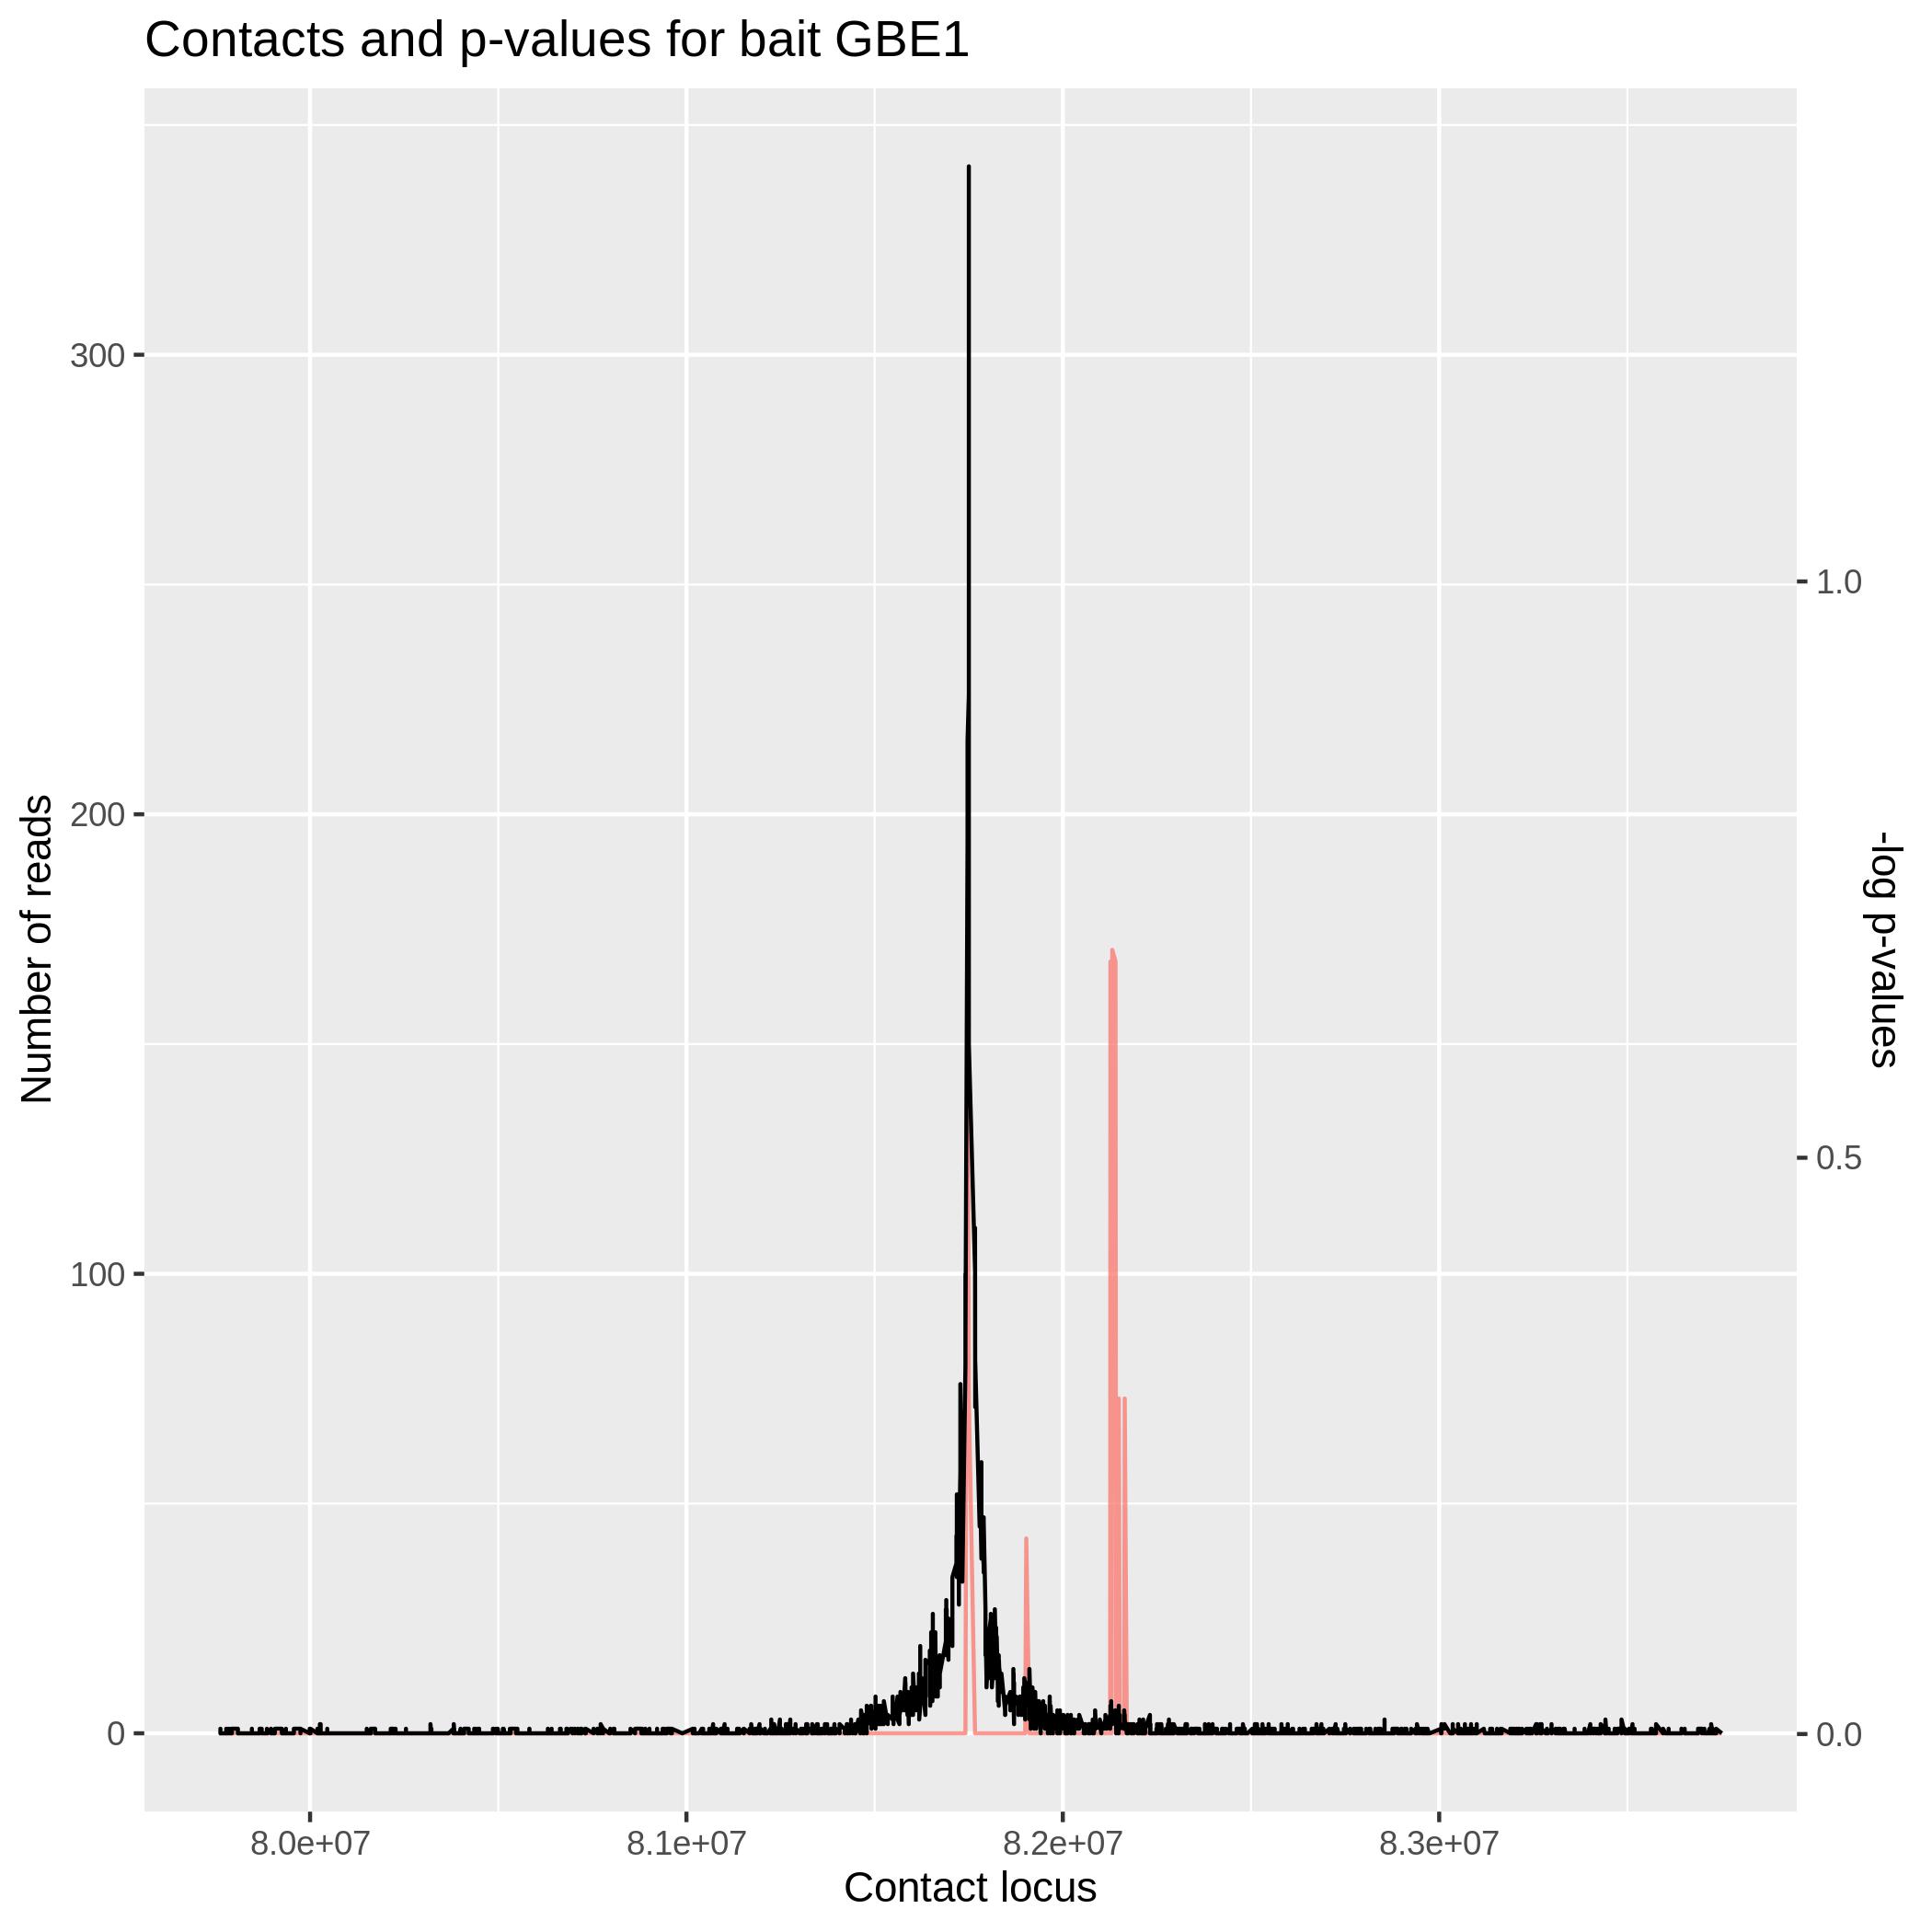 Contacts and p-values for bait GBE1
Number of reads
300
200
100
0
1.0
0.5
0.0
-log p-values
8.0e+07
8.1e+07
8.2e+07
8.3e+07
Contact locus